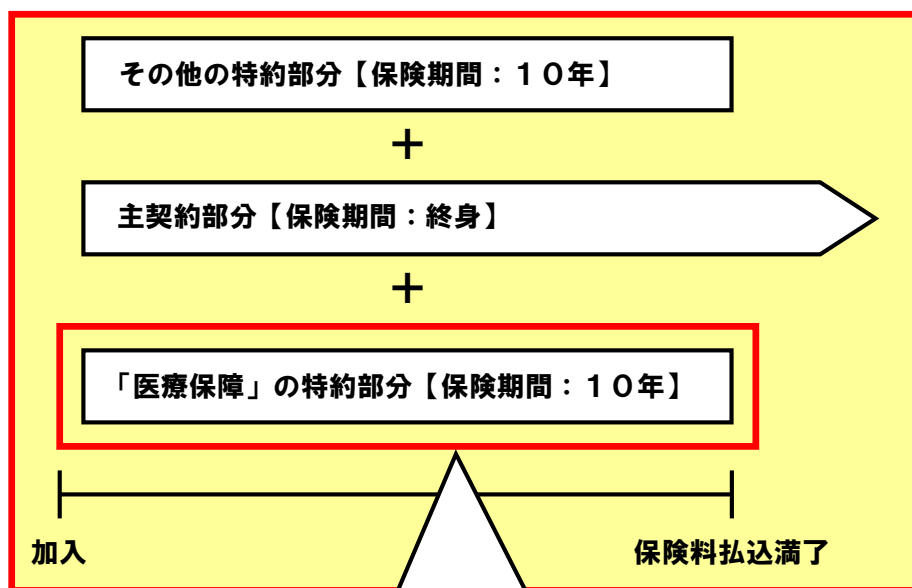 その他の特約部分【保険期間：１０年】
＋
主契約部分【保険期間：終身】
＋
「医療保障」の特約部分【保険期間：１０年】
加入
保険料払込満了